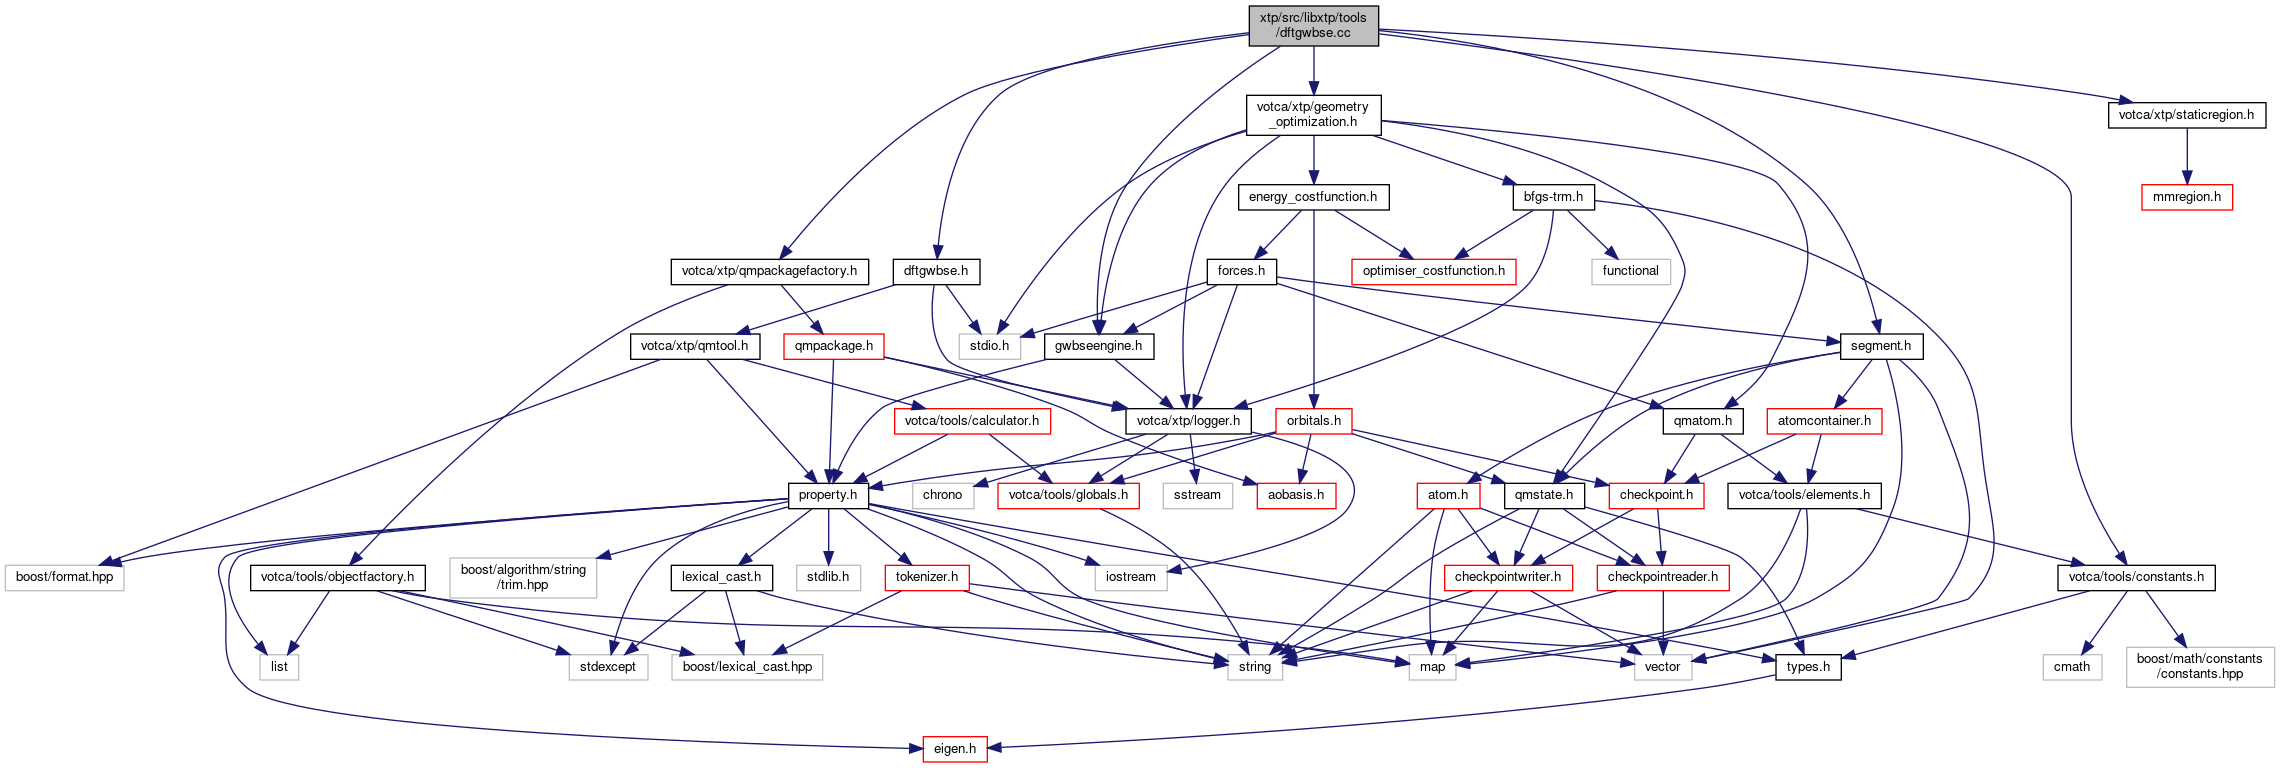 xtp/src/libxtp/tools
/dftgwbse.cc
votca/xtp/geometry
_optimization.h
votca/xtp/staticregion.h
energy_costfunction.h
bfgs-trm.h
mmregion.h
votca/xtp/qmpackagefactory.h
dftgwbse.h
forces.h
optimiser_costfunction.h
functional
votca/xtp/qmtool.h
qmpackage.h
stdio.h
gwbseengine.h
segment.h
votca/tools/calculator.h
votca/xtp/logger.h
orbitals.h
qmatom.h
atomcontainer.h
property.h
chrono
votca/tools/globals.h
sstream
aobasis.h
atom.h
qmstate.h
checkpoint.h
votca/tools/elements.h
boost/format.hpp
votca/tools/objectfactory.h
boost/algorithm/string
/trim.hpp
lexical_cast.h
stdlib.h
tokenizer.h
iostream
checkpointwriter.h
checkpointreader.h
votca/tools/constants.h
list
stdexcept
boost/lexical_cast.hpp
string
map
vector
types.h
cmath
boost/math/constants
/constants.hpp
eigen.h